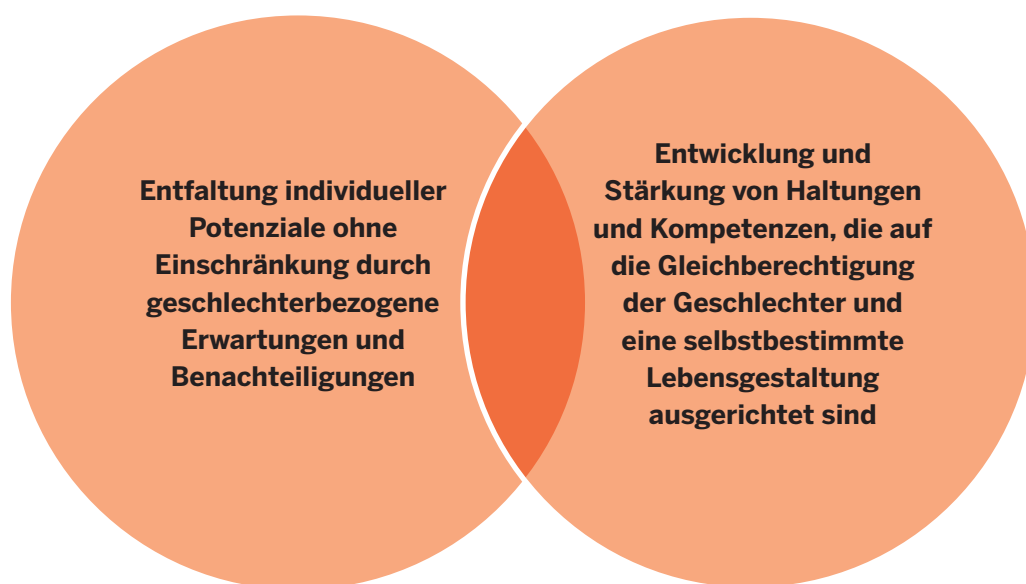 Entfaltung individueller
Potenziale ohne
Einschränkung durch
geschlechterbezogene
Erwartungen und
Benachteiligungen
Entwicklung und
Stärkung von Haltungen
und Kompetenzen, die auf
die Gleichberechtigung
der Geschlechter und
eine selbstbestimmte
Lebensgestaltung
ausgerichtet sind